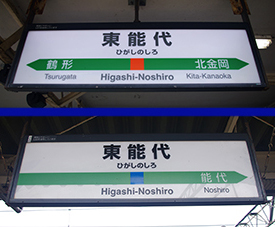 東能代
ひがしのしろ
鶴形 北金岡
Higashi-Noshiro
Tsurugata Kita-Kanaoka
東能代
ひがしのしろ
能代
Higashi-Noshiro
Noshiro